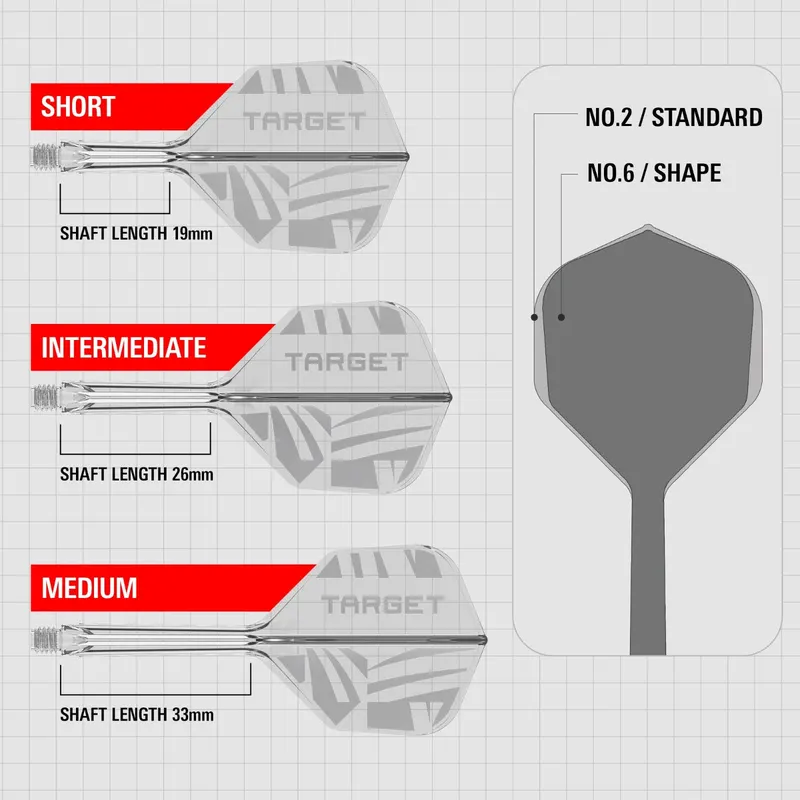 SHORT
TARGET
SHAFT LENGTH 19mm
INTERMEDIATE
TARGET
SHAFT LENGTH 26mm
MEDIUM
TARGET
SHAFT LENGTH 33mm
NO.2 / STANDARD
NO.6 / SHAPE